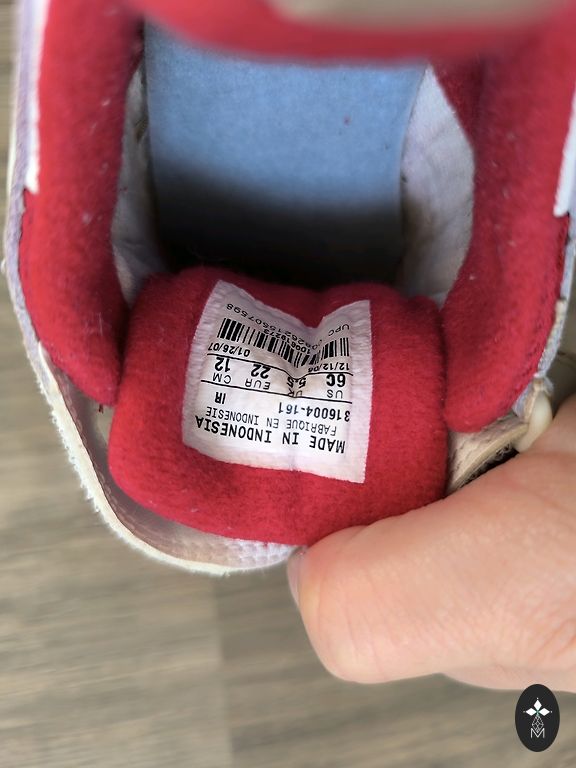 MADE IN INDONESIA
FABRIQUE EN INDONESIE
316004-161 IR
US UK EUR CM
6C 5.5 22 12
12/12/06 01/26/07
UPC
M